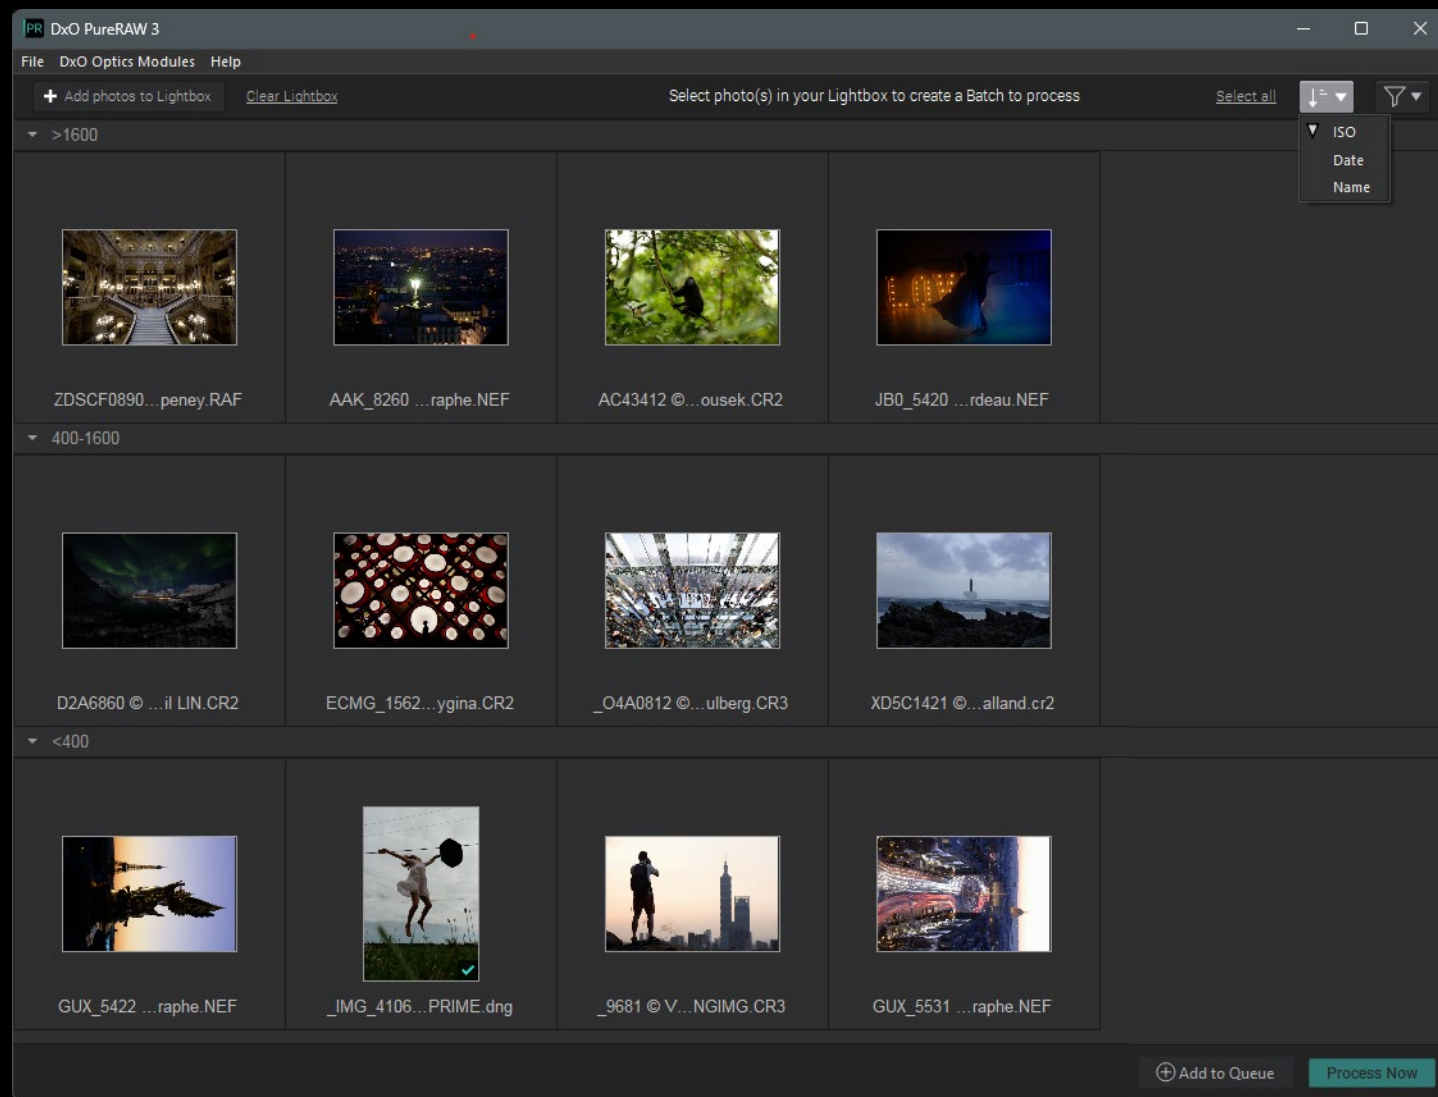 PR DxO PureRAW 3
File DxO Optics Modules Help
Add photos to Lightbox Clear Lightbox Select photo(s) in your Lightbox to create a Batch to process Select all
ISO
Date
Name
>1600
ZDSCF0890...peney.RAF AAK_8260 ...raphe.NEF AC43412 ©...ousek.CR2 JB0_5420 ...rdeau.NEF
400-1600
D2A6860 © ...il LIN.CR2 ECMG_1562...ygina.CR2 _O4A0812 ©...ulberg.CR3 XD5C1421 ©...alland.cr2
<400
GUX_5422 ...raphe.NEF _IMG_4106...PRIME.dng _9681 © V...NGIMG.CR3 GUX_5531 ...raphe.NEF
Add to Queue Process Now